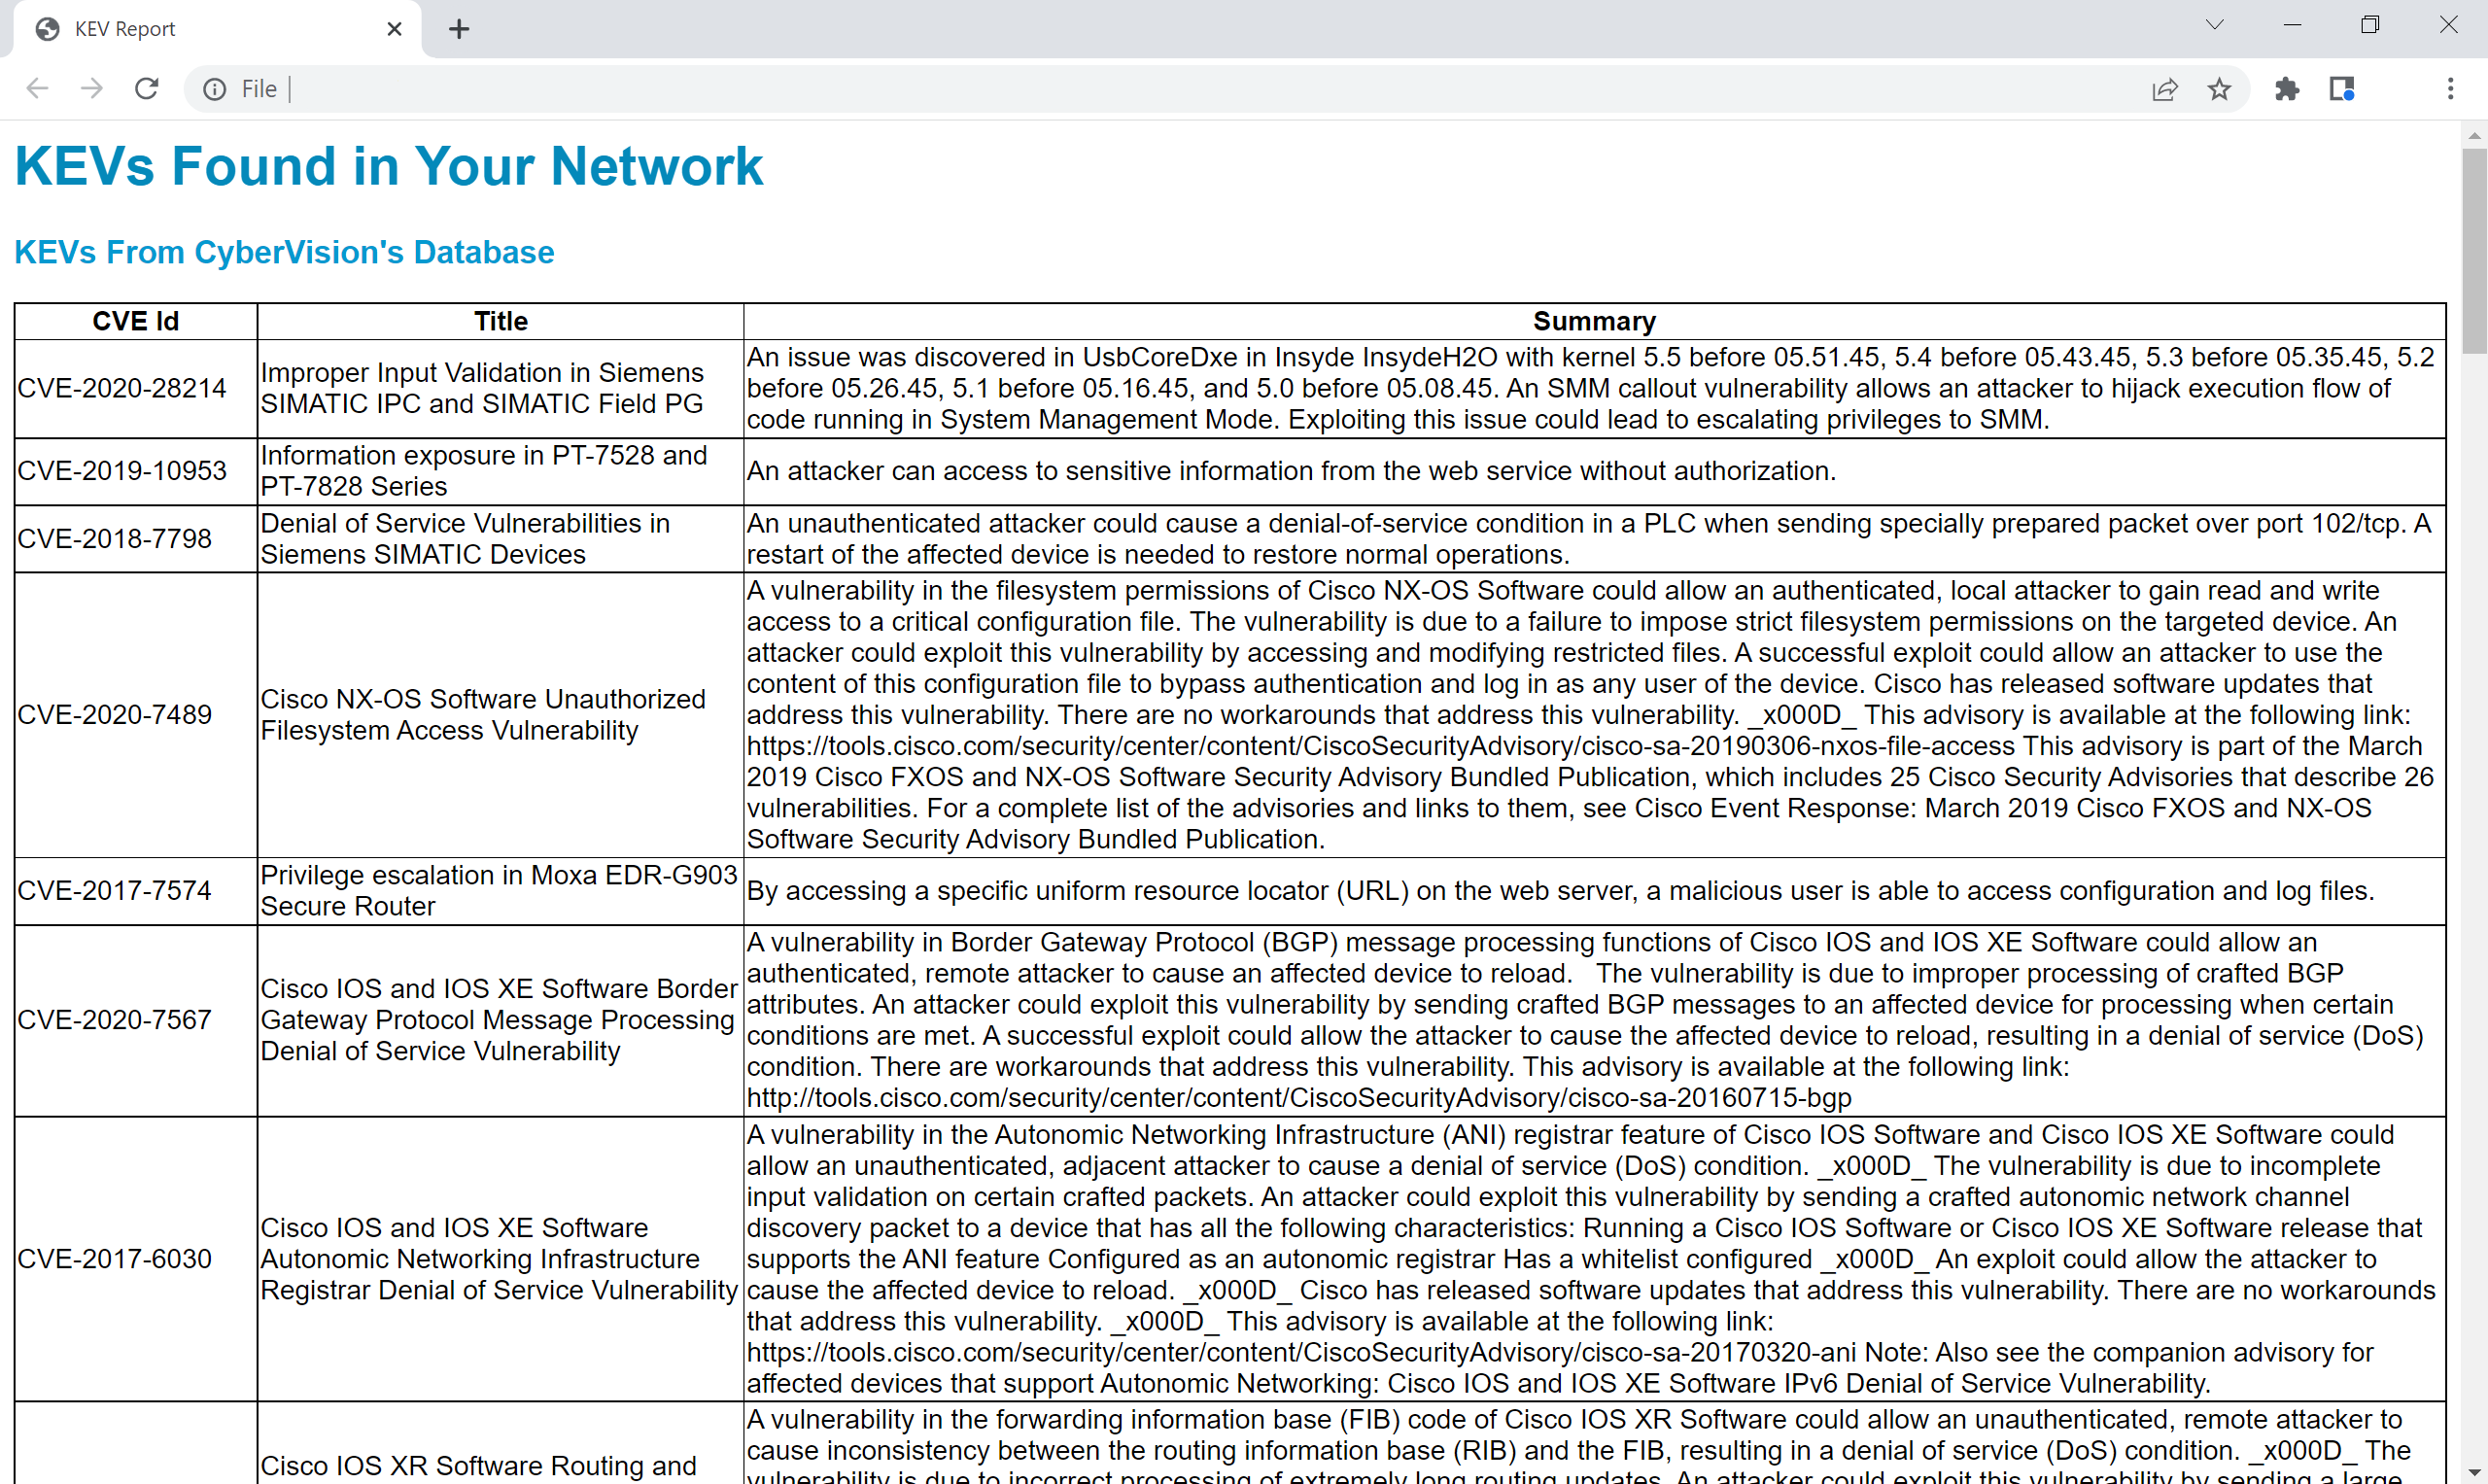 KEV Report
File
KEVs Found in Your Network
KEVs From CyberVision's Database
CVE Id
Title
Summary
CVE-2020-28214
Improper Input Validation in Siemens
SIMATIC IPC and SIMATIC Field PG
An issue was discovered in UsbCoreDxe in Insyde InsydeH2O with kernel 5.5 before 05.51.45, 5.4 before 05.43.45, 5.3 before 05.35.45, 5.2
before 05.26.45, 5.1 before 05.16.45, and 5.0 before 05.08.45. An SMM callout vulnerability allows an attacker to hijack execution flow of
code running in System Management Mode. Exploiting this issue could lead to escalating privileges to SMM.
CVE-2019-10953
Information exposure in PT-7528 and
PT-7828 Series
An attacker can access to sensitive information from the web service without authorization.
CVE-2018-7798
Denial of Service Vulnerabilities in
Siemens SIMATIC Devices
An unauthenticated attacker could cause a denial-of-service condition in a PLC when sending specially prepared packet over port 102/tcp. A
restart of the affected device is needed to restore normal operations.
CVE-2020-7489
Cisco NX-OS Software Unauthorized
Filesystem Access Vulnerability
A vulnerability in the filesystem permissions of Cisco NX-OS Software could allow an authenticated, local attacker to gain read and write
access to a critical configuration file. The vulnerability is due to a failure to impose strict filesystem permissions on the targeted device. An
attacker could exploit this vulnerability by accessing and modifying restricted files. A successful exploit could allow an attacker to use the
content of this configuration file to bypass authentication and log in as any user of the device. Cisco has released software updates that
address this vulnerability. There are no workarounds that address this vulnerability. _x000D_ This advisory is available at the following link:
https://tools.cisco.com/security/center/content/CiscoSecurityAdvisory/cisco-sa-20190306-nxos-file-access This advisory is part of the March
2019 Cisco FXOS and NX-OS Software Security Advisory Bundled Publication, which includes 25 Cisco Security Advisories that describe 26
vulnerabilities. For a complete list of the advisories and links to them, see Cisco Event Response: March 2019 Cisco FXOS and NX-OS
Software Security Advisory Bundled Publication.
CVE-2017-7574
Privilege escalation in Moxa EDR-G903
Secure Router
By accessing a specific uniform resource locator (URL) on the web server, a malicious user is able to access configuration and log files.
CVE-2020-7567
Cisco IOS and IOS XE Software Border
Gateway Protocol Message Processing
Denial of Service Vulnerability
A vulnerability in Border Gateway Protocol (BGP) message processing functions of Cisco IOS and IOS XE Software could allow an
authenticated, remote attacker to cause an affected device to reload.   The vulnerability is due to improper processing of crafted BGP
attributes. An attacker could exploit this vulnerability by sending crafted BGP messages to an affected device for processing when certain
conditions are met. A successful exploit could allow the attacker to cause the affected device to reload, resulting in a denial of service (DoS)
condition. There are workarounds that address this vulnerability. This advisory is available at the following link:
http://tools.cisco.com/security/center/content/CiscoSecurityAdvisory/cisco-sa-20160715-bgp
CVE-2017-6030
Cisco IOS and IOS XE Software
Autonomic Networking Infrastructure
Registrar Denial of Service Vulnerability
A vulnerability in the Autonomic Networking Infrastructure (ANI) registrar feature of Cisco IOS Software and Cisco IOS XE Software could
allow an unauthenticated, adjacent attacker to cause a denial of service (DoS) condition. _x000D_ The vulnerability is due to incomplete
input validation on certain crafted packets. An attacker could exploit this vulnerability by sending a crafted autonomic network channel
discovery packet to a device that has all the following characteristics: Running a Cisco IOS Software or Cisco IOS XE Software release that
supports the ANI feature Configured as an autonomic registrar Has a whitelist configured _x000D_ An exploit could allow the attacker to
cause the affected device to reload. _x000D_ Cisco has released software updates that address this vulnerability. There are no workarounds
that address this vulnerability. _x000D_ This advisory is available at the following link:
https://tools.cisco.com/security/center/content/CiscoSecurityAdvisory/cisco-sa-20170320-ani Note: Also see the companion advisory for
affected devices that support Autonomic Networking: Cisco IOS and IOS XE Software IPv6 Denial of Service Vulnerability.
Cisco IOS XR Software Routing and
A vulnerability in the forwarding information base (FIB) code of Cisco IOS XR Software could allow an unauthenticated, remote attacker to
cause inconsistency between the routing information base (RIB) and the FIB, resulting in a denial of service (DoS) condition. _x000D_ The
vulnerability is due to incorrect processing of extremely long routing updates. An attacker could exploit this vulnerability by sending a large